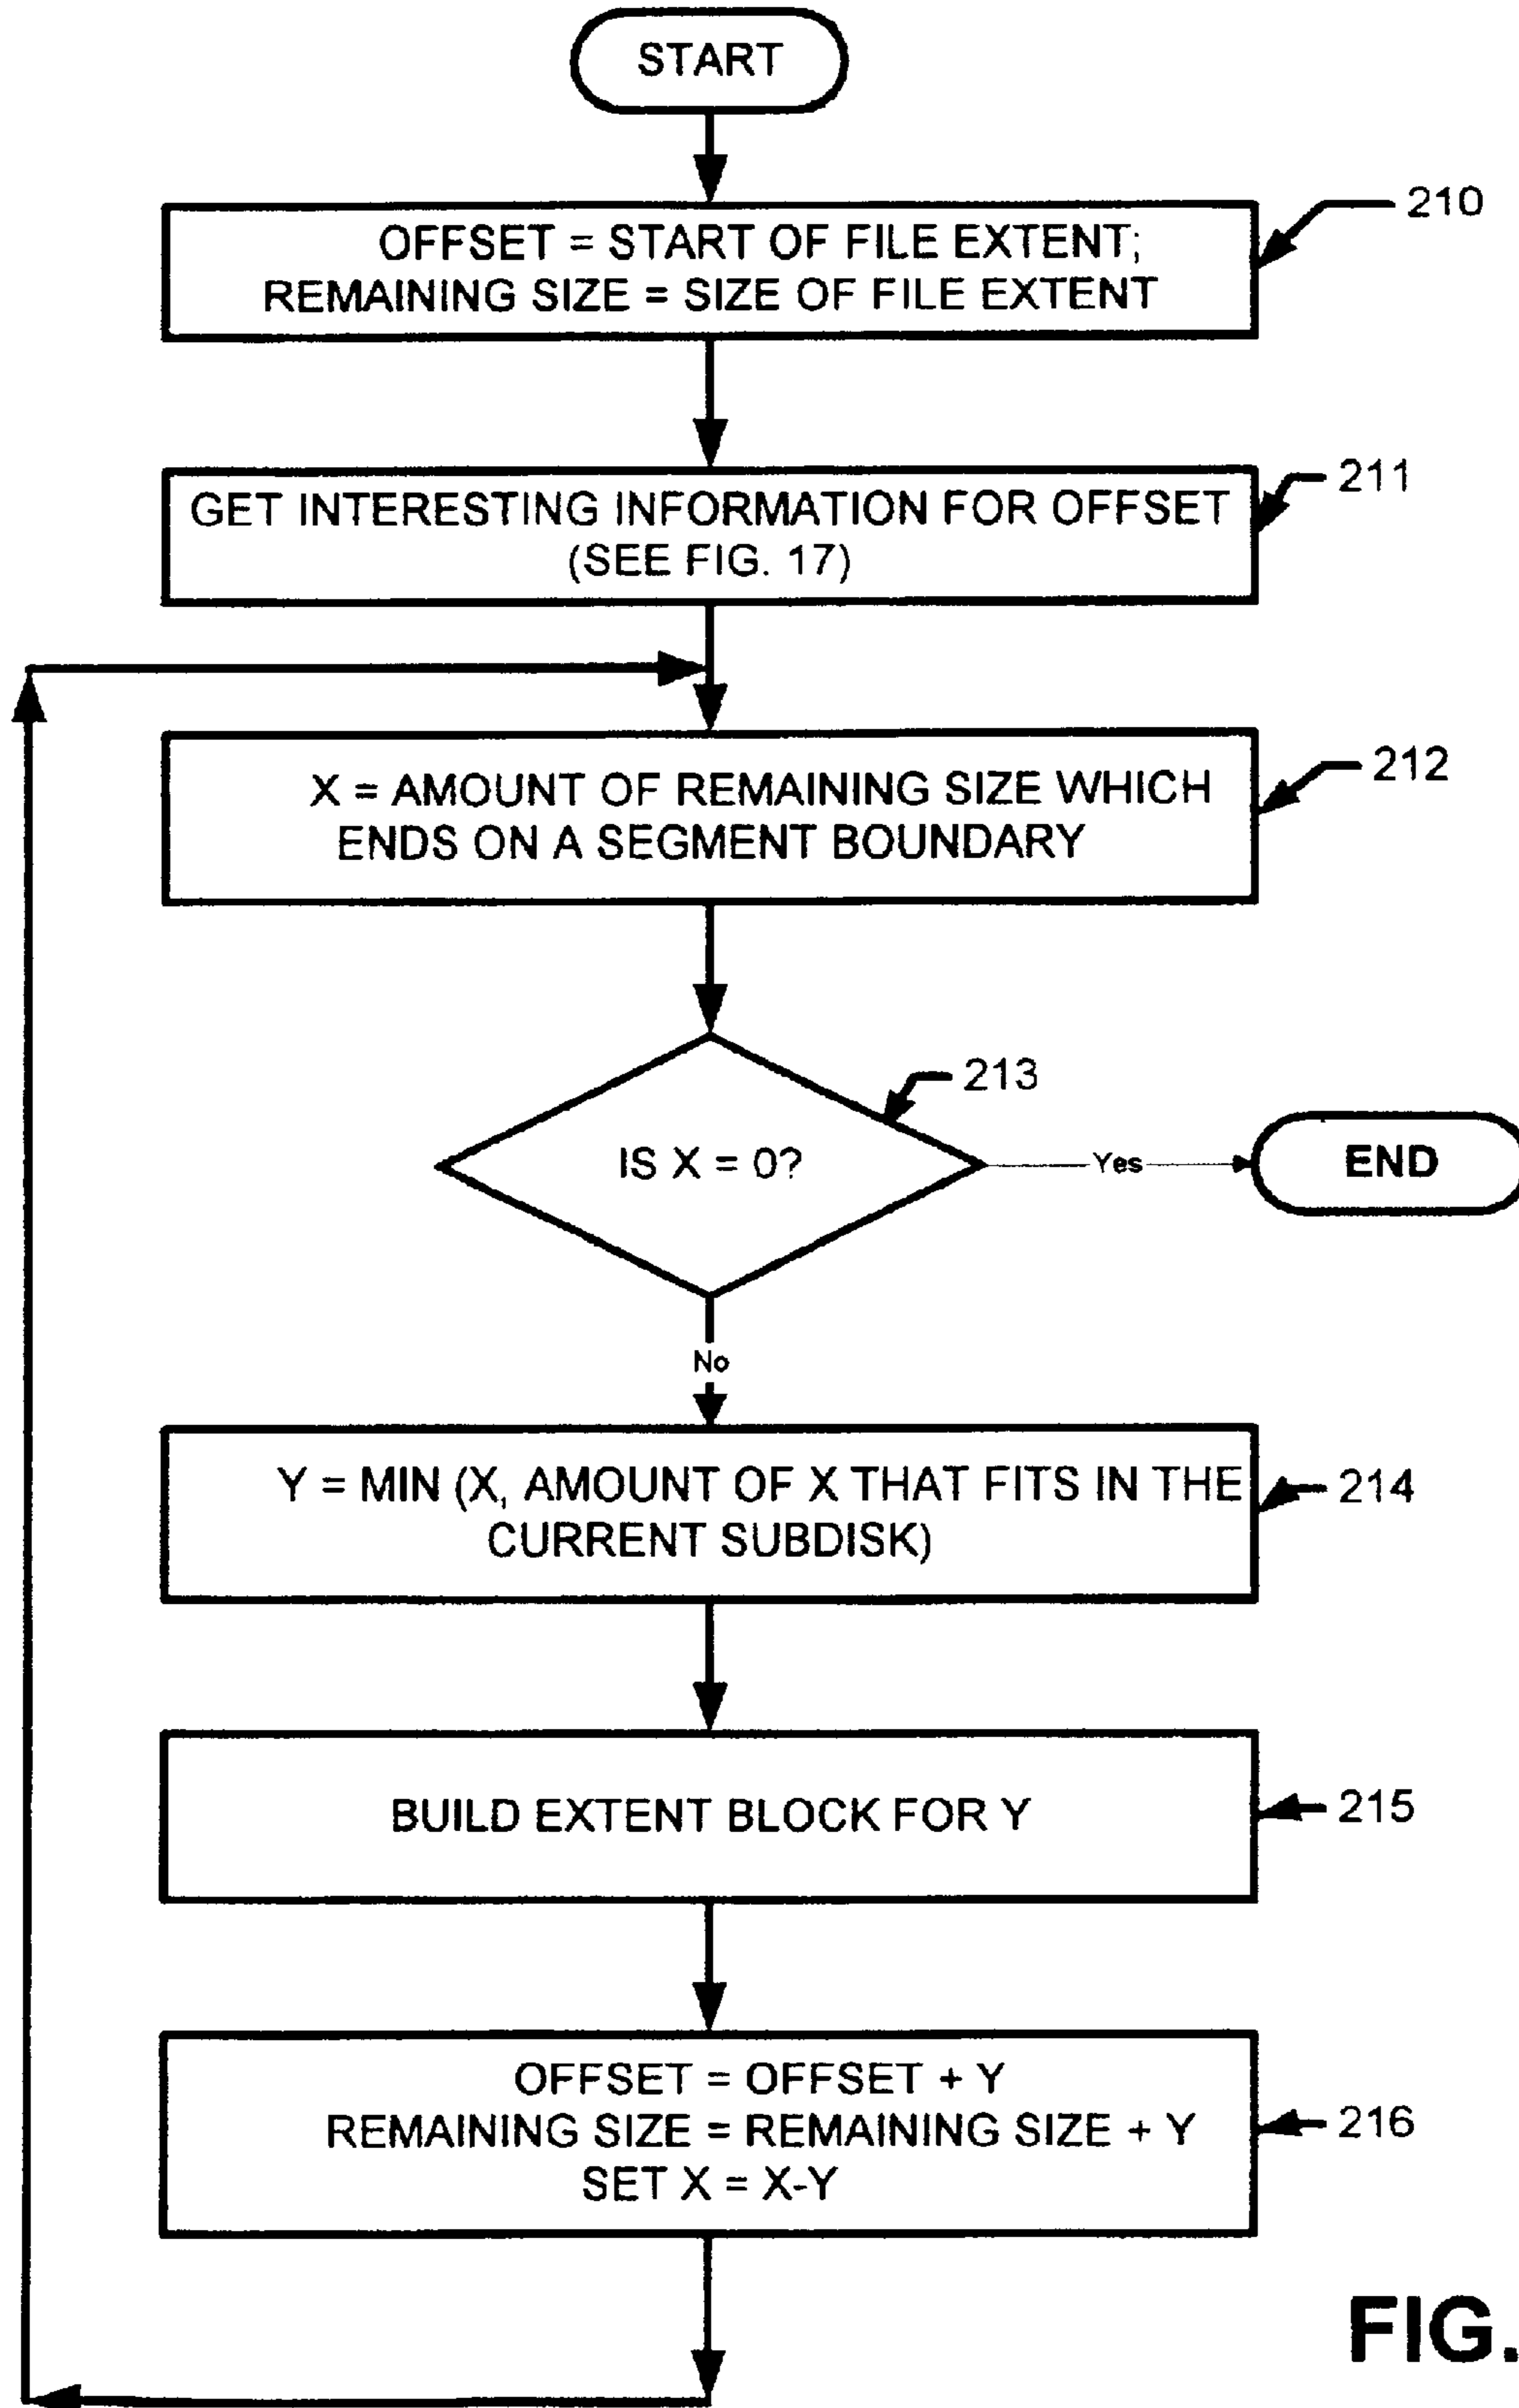 START
OFFSET = START OF FILE EXTENT;
REMAINING SIZE = SIZE OF FILE EXTENT
210
GET INTERESTING INFORMATION FOR OFFSET
(SEE FIG. 17)
211
X = AMOUNT OF REMAINING SIZE WHICH
ENDS ON A SEGMENT BOUNDARY
212
213
IS X = 0?
Yes
END
No
Y = MIN (X, AMOUNT OF X THAT FITS IN THE
CURRENT SUBDISK)
214
BUILD EXTENT BLOCK FOR Y
215
OFFSET = OFFSET + Y
REMAINING SIZE = REMAINING SIZE + Y
SET X = X-Y
216
FIG.